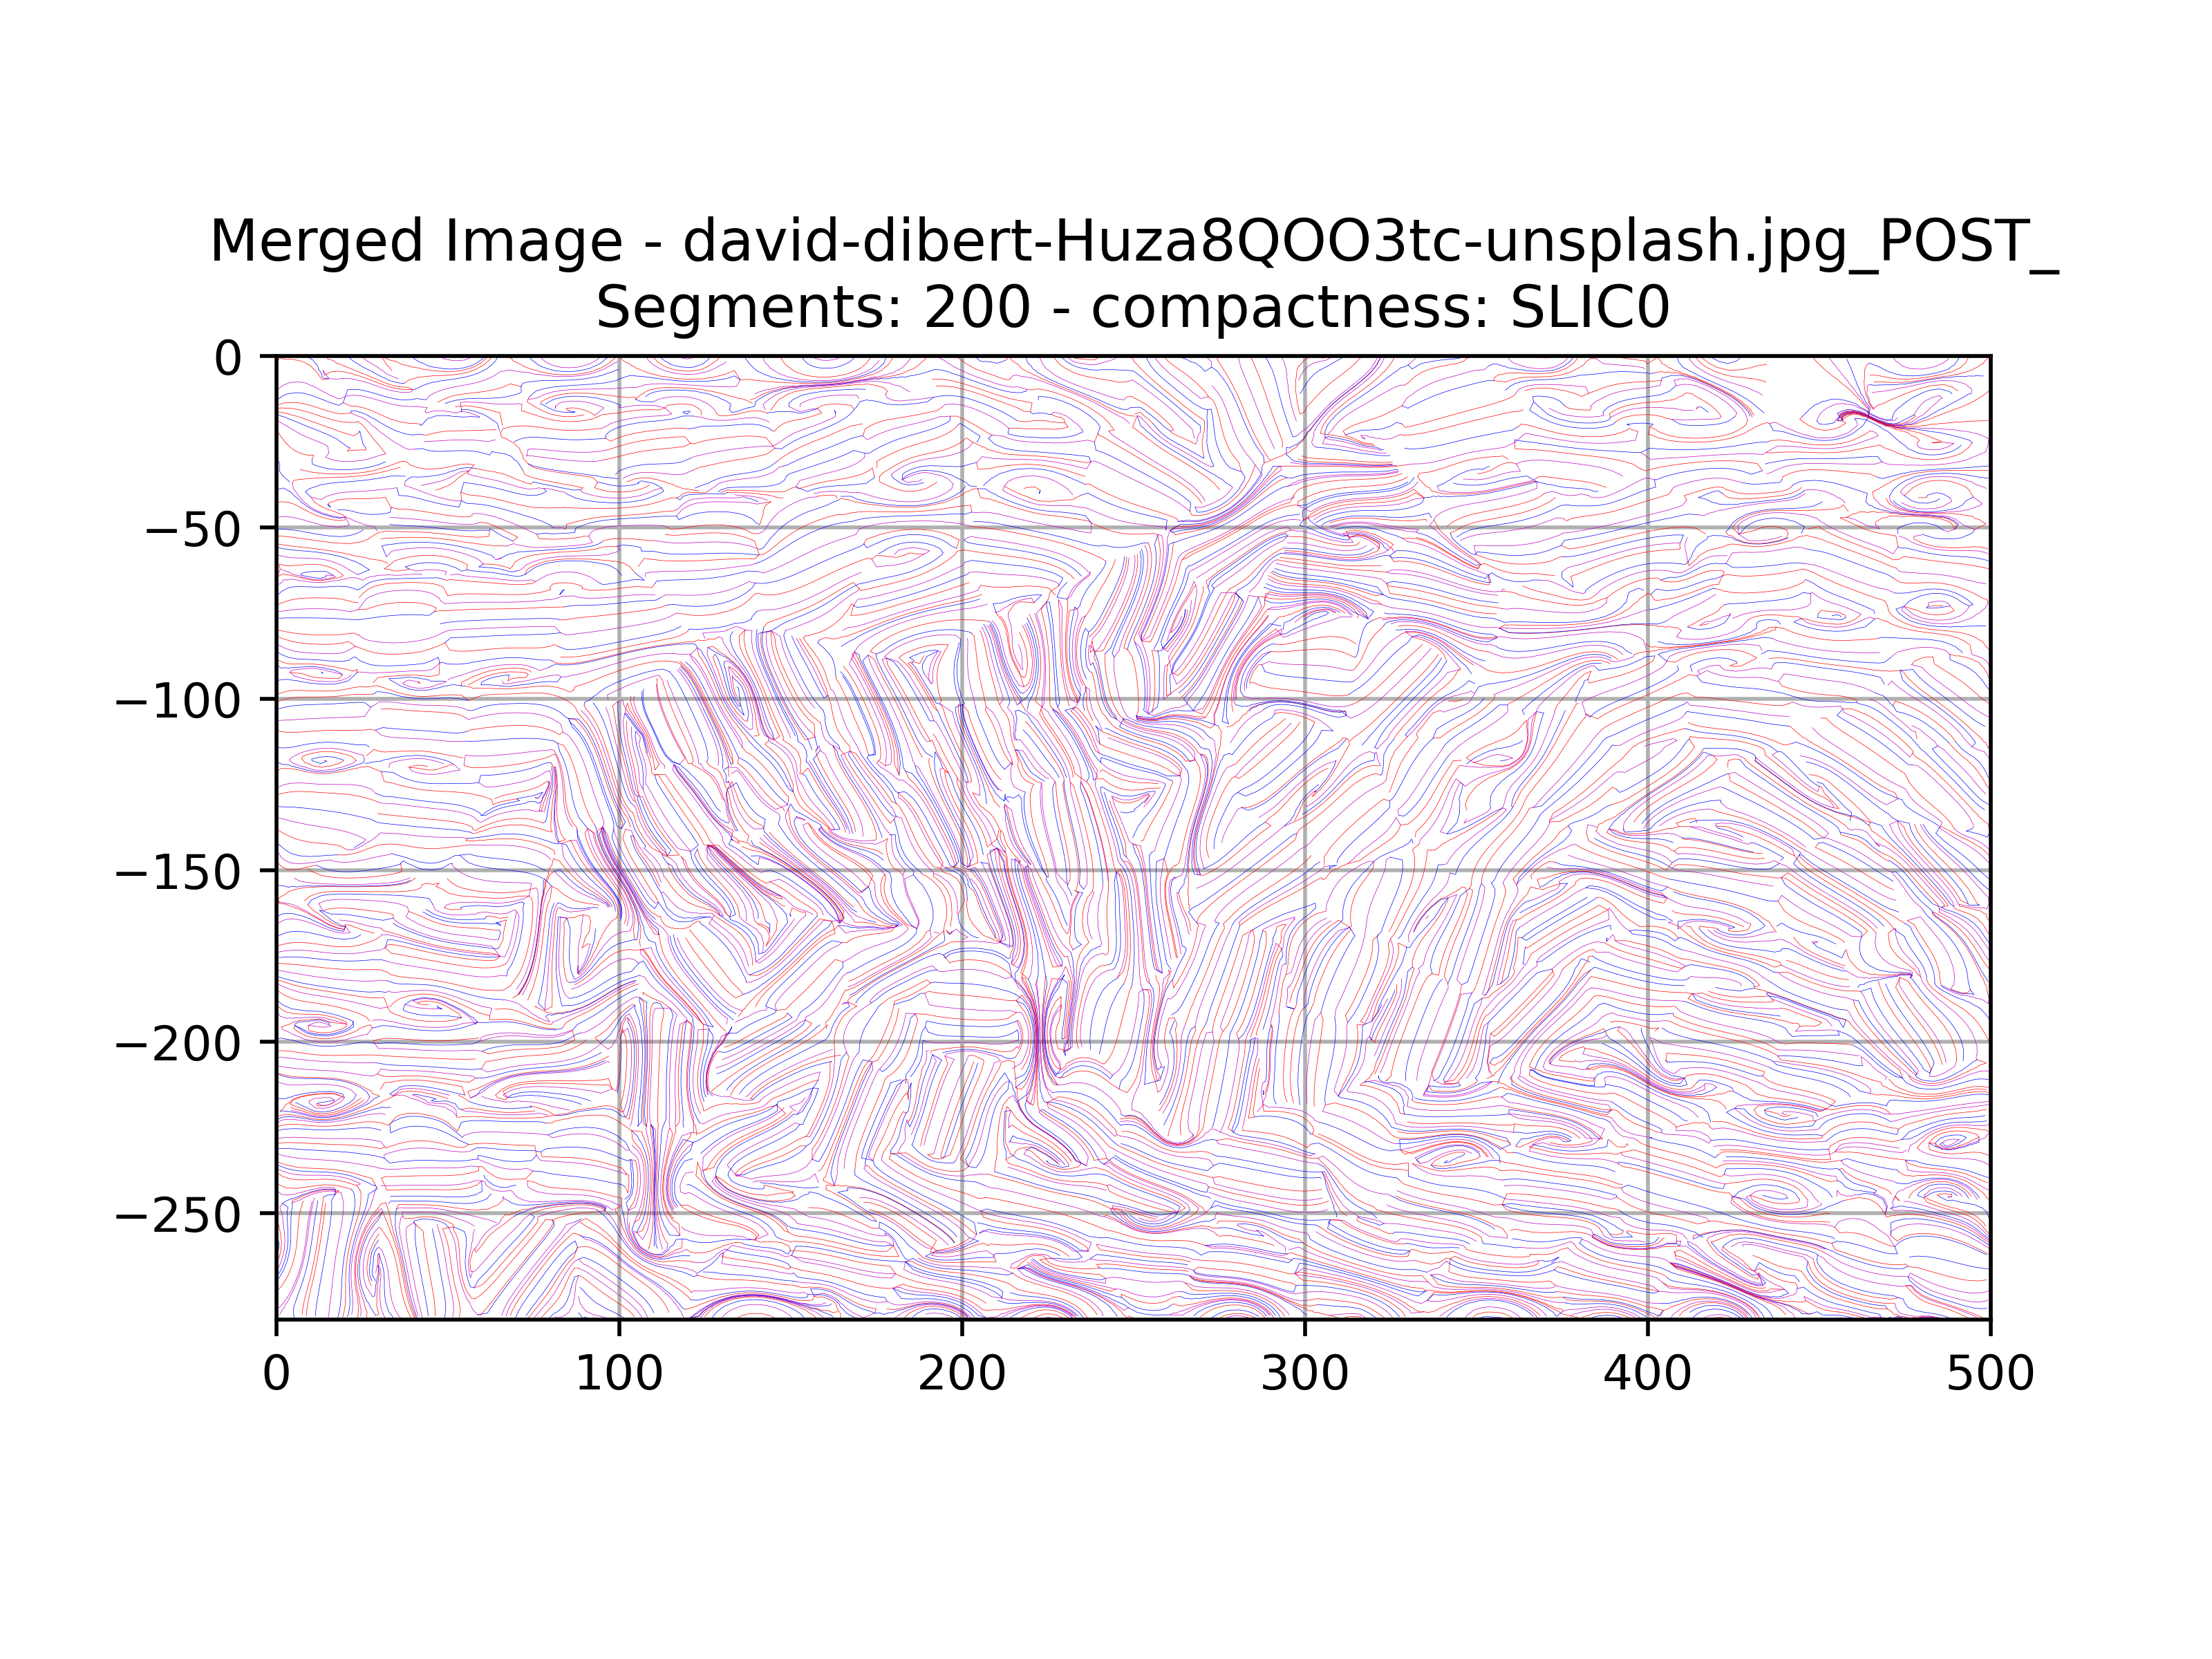 Merged Image - david-dibert-Huza8QOO3tc-unsplash.jpg_POST_
Segments: 200 - compactness: SLIC0
0
−50
−100
−150
−200
−250
0 100 200 300 400 500